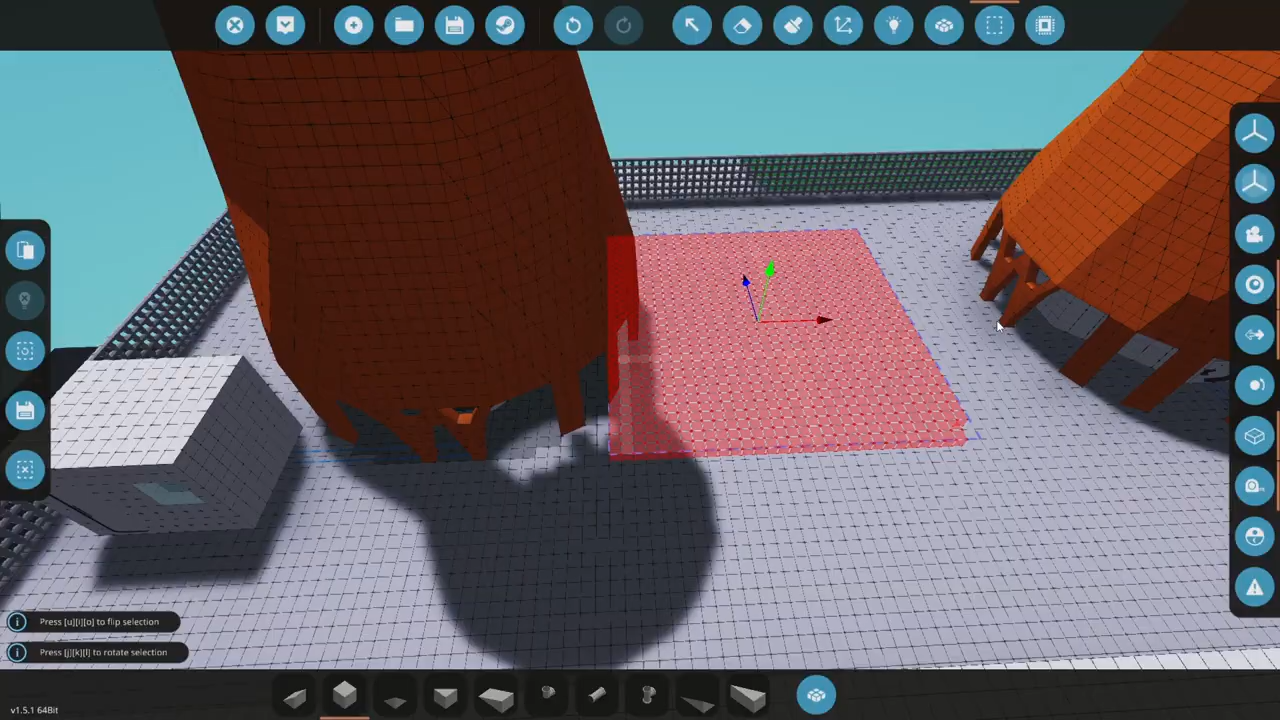 Press [u][i][o] to flip selection
Press [j][k][l] to rotate selection
v1.5.1 64Bit